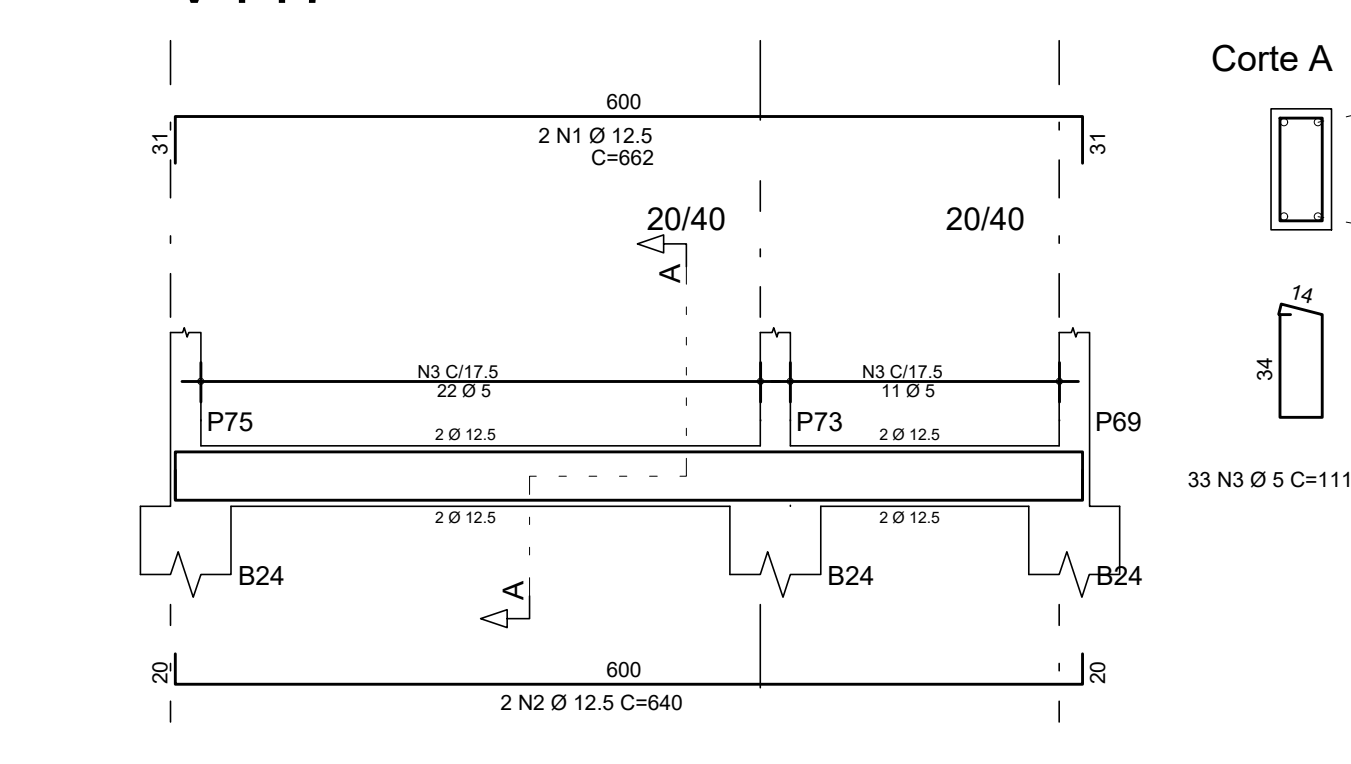 Corte A
600
31
2 N1 Ø 12.5
C=662
31
20/40
20/40
A
14
34
N3 C/17.5
22 Ø 5
N3 C/17.5
11 Ø 5
P75
P73
P69
2 Ø 12.5
2 Ø 12.5
33 N3 Ø 5 C=111
2 Ø 12.5
2 Ø 12.5
B24
B24
B24
A
20
600
20
2 N2 Ø 12.5 C=640